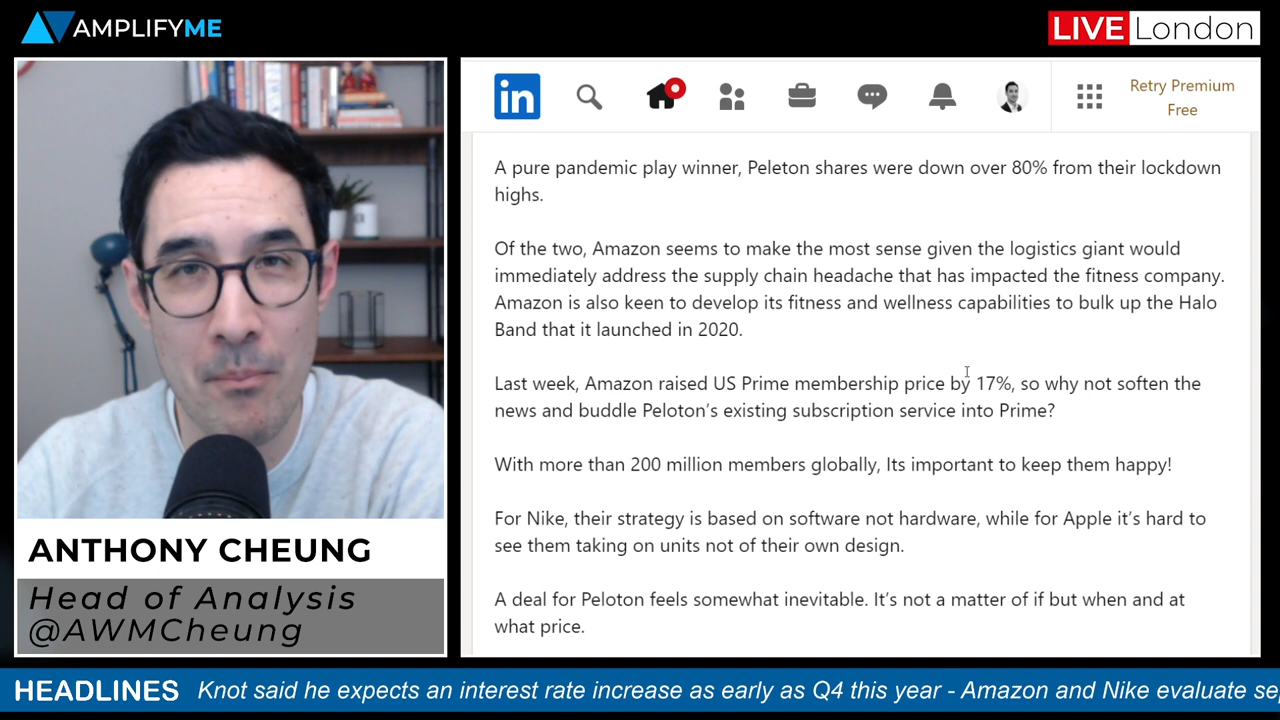 AMPLIFYME
LIVE London
in
Retry Premium
Free
A pure pandemic play winner, Peleton shares were down over 80% from their lockdown
highs.
Of the two, Amazon seems to make the most sense given the logistics giant would
immediately address the supply chain headache that has impacted the fitness company.
Amazon is also keen to develop its fitness and wellness capabilities to bulk up the Halo
Band that it launched in 2020.
Last week, Amazon raised US Prime membership price by 17%, so why not soften the
news and buddle Peloton’s existing subscription service into Prime?
With more than 200 million members globally, Its important to keep them happy!
For Nike, their strategy is based on software not hardware, while for Apple it’s hard to
see them taking on units not of their own design.
A deal for Peloton feels somewhat inevitable. It’s not a matter of if but when and at
what price.
ANTHONY CHEUNG
Head of Analysis
@AWMCheung
HEADLINES Knot said he expects an interest rate increase as early as Q4 this year - Amazon and Nike evaluate se